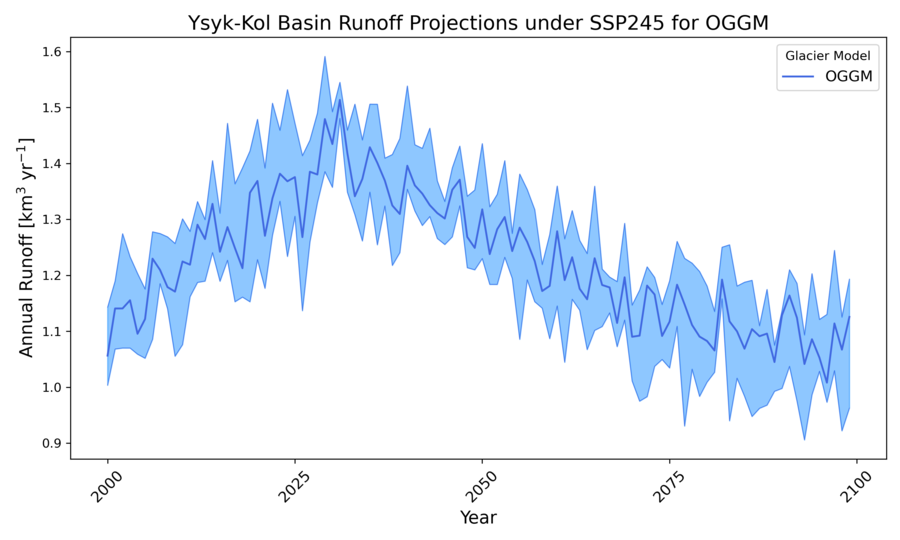 Ysyk-Kol Basin Runoff Projections under SSP245 for OGGM
Glacier Model
OGGM
Annual Runoff [km³ yr⁻¹]
1.6
1.5
1.4
1.3
1.2
1.1
1.0
0.9
2000
2025
2050
2075
2100
Year